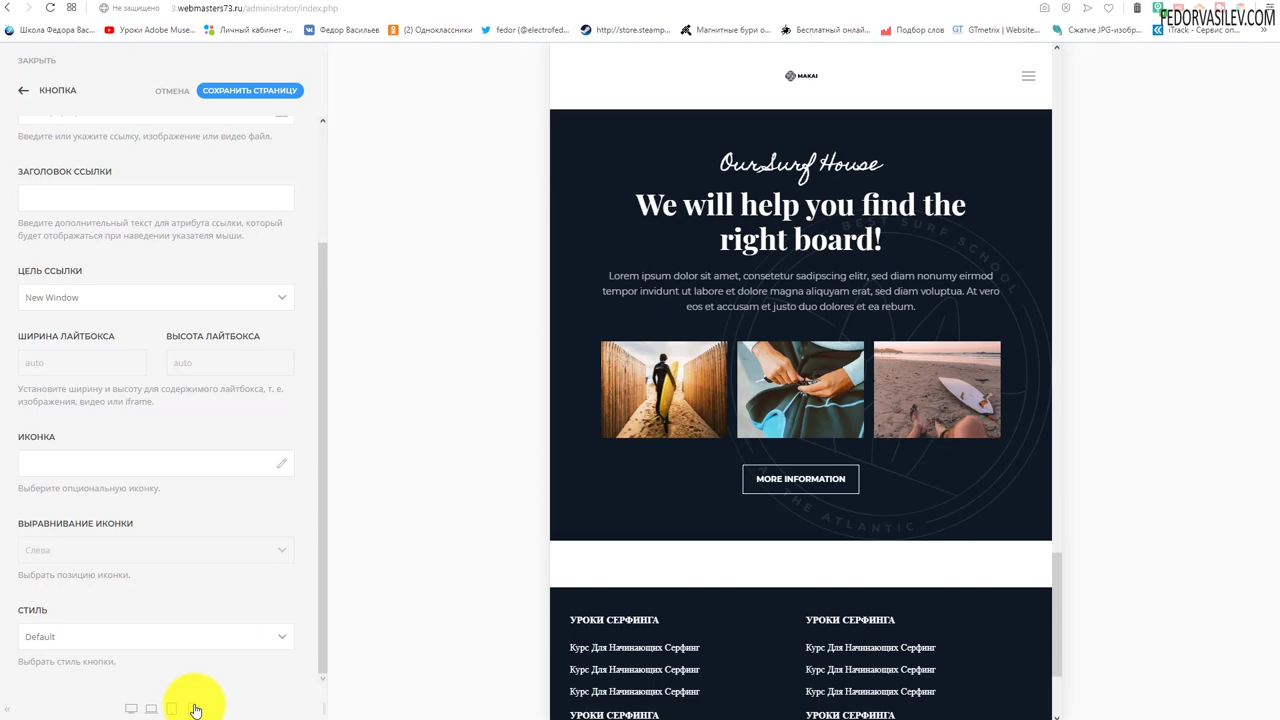 Не защищено
3.webmasters73.ru/administrator/index.php
FEDORVASILEV.COM
Школа Федора Вас...
Уроки Adobe Muse...
Личный кабинет -...
Федор Васильев
(2) Одноклассники
fedor (@electrofed...
http://store.steamp...
Магнитные бури о...
Бесплатный онлай...
Подбор слов
GTmetrix | Website...
Сжатие JPG-изобр...
iTrack - Сервис оп...
ЗАКРЫТЬ
КНОПКА
ОТМЕНА
СОХРАНИТЬ СТРАНИЦУ
Введите или укажите ссылку, изображение или видео файл.
ЗАГОЛОВОК ССЫЛКИ
Введите дополнительный текст для атрибута ссылки, который
будет отображаться при наведении указателя мыши.
ЦЕЛЬ ССЫЛКИ
New Window
ШИРИНА ЛАЙТБОКСА
ВЫСОТА ЛАЙТБОКСА
auto
auto
Установите ширину и высоту для содержимого лайтбокса, т. е.
изображения, видео или iframe.
ИКОНКА
Выберите опциональную иконку.
ВЫРАВНИВАНИЕ ИКОНКИ
Слева
Выбрать позицию иконки.
СТИЛЬ
Default
Выбрать стиль кнопки.
MAKAI
Our Surf House
We will help you find the
right board!
BEST SURF SCHOOL
Lorem ipsum dolor sit amet, consetetur sadipscing elitr, sed diam nonumy eirmod
tempor invidunt ut labore et dolore magna aliquyam erat, sed diam voluptua. At vero
eos et accusam et justo duo dolores et ea rebum.
MORE INFORMATION
THE ATLANTIC
УРОКИ СЕРФИНГА
УРОКИ СЕРФИНГА
Курс Для Начинающих Серфинг
Курс Для Начинающих Серфинг
Курс Для Начинающих Серфинг
Курс Для Начинающих Серфинг
Курс Для Начинающих Серфинг
Курс Для Начинающих Серфинг
УРОКИ СЕРФИНГА
УРОКИ СЕРФИНГА